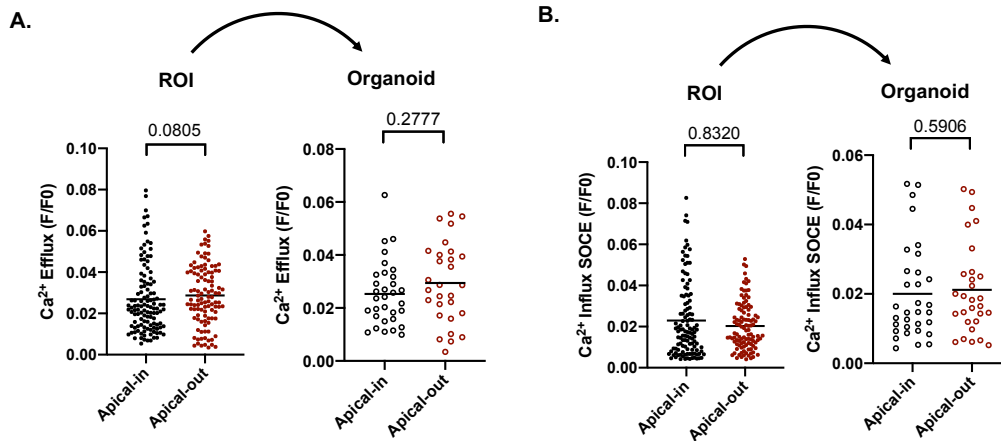 A.
ROI
Organoid
0.0805
0.2777
Ca²⁺ Efflux (F/F0)
0.10
0.08
0.06
0.04
0.02
0.00
Apical-in
Apical-out
Ca²⁺ Efflux (F/F0)
0.08
0.06
0.04
0.02
0.00
Apical-in
Apical-out
B.
ROI
Organoid
0.8320
0.5906
Ca²⁺ Influx SOCE (F/F0)
0.10
0.08
0.06
0.04
0.02
0.00
Apical-in
Apical-out
Ca²⁺ Influx SOCE (F/F0)
0.06
0.04
0.02
0.00
Apical-in
Apical-out